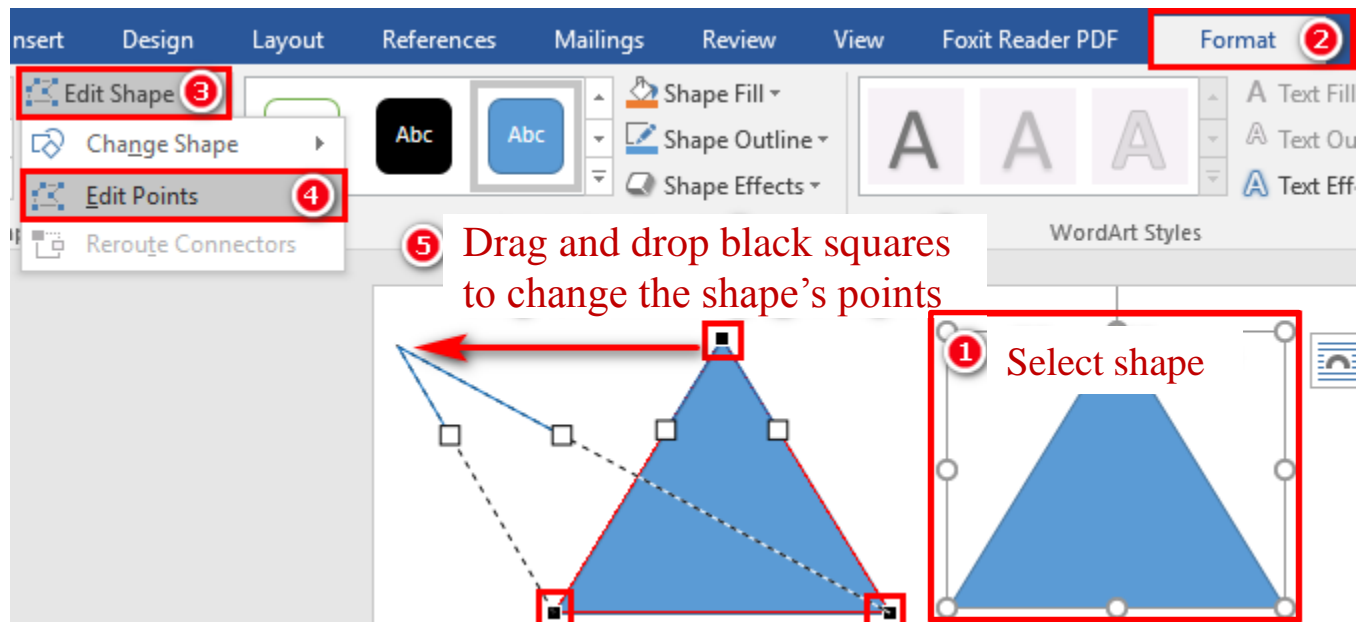 nsert Design Layout References Mailings Review View Foxit Reader PDF Format 2
Edit Shape 3
Change Shape
Edit Points 4
Reroute Connectors
Abc Abc
Shape Fill
Shape Outline
Shape Effects
A A A
A Text Fill
A Text Ou
A Text Eff
WordArt Styles
5 Drag and drop black squares
to change the shape’s points
1 Select shape